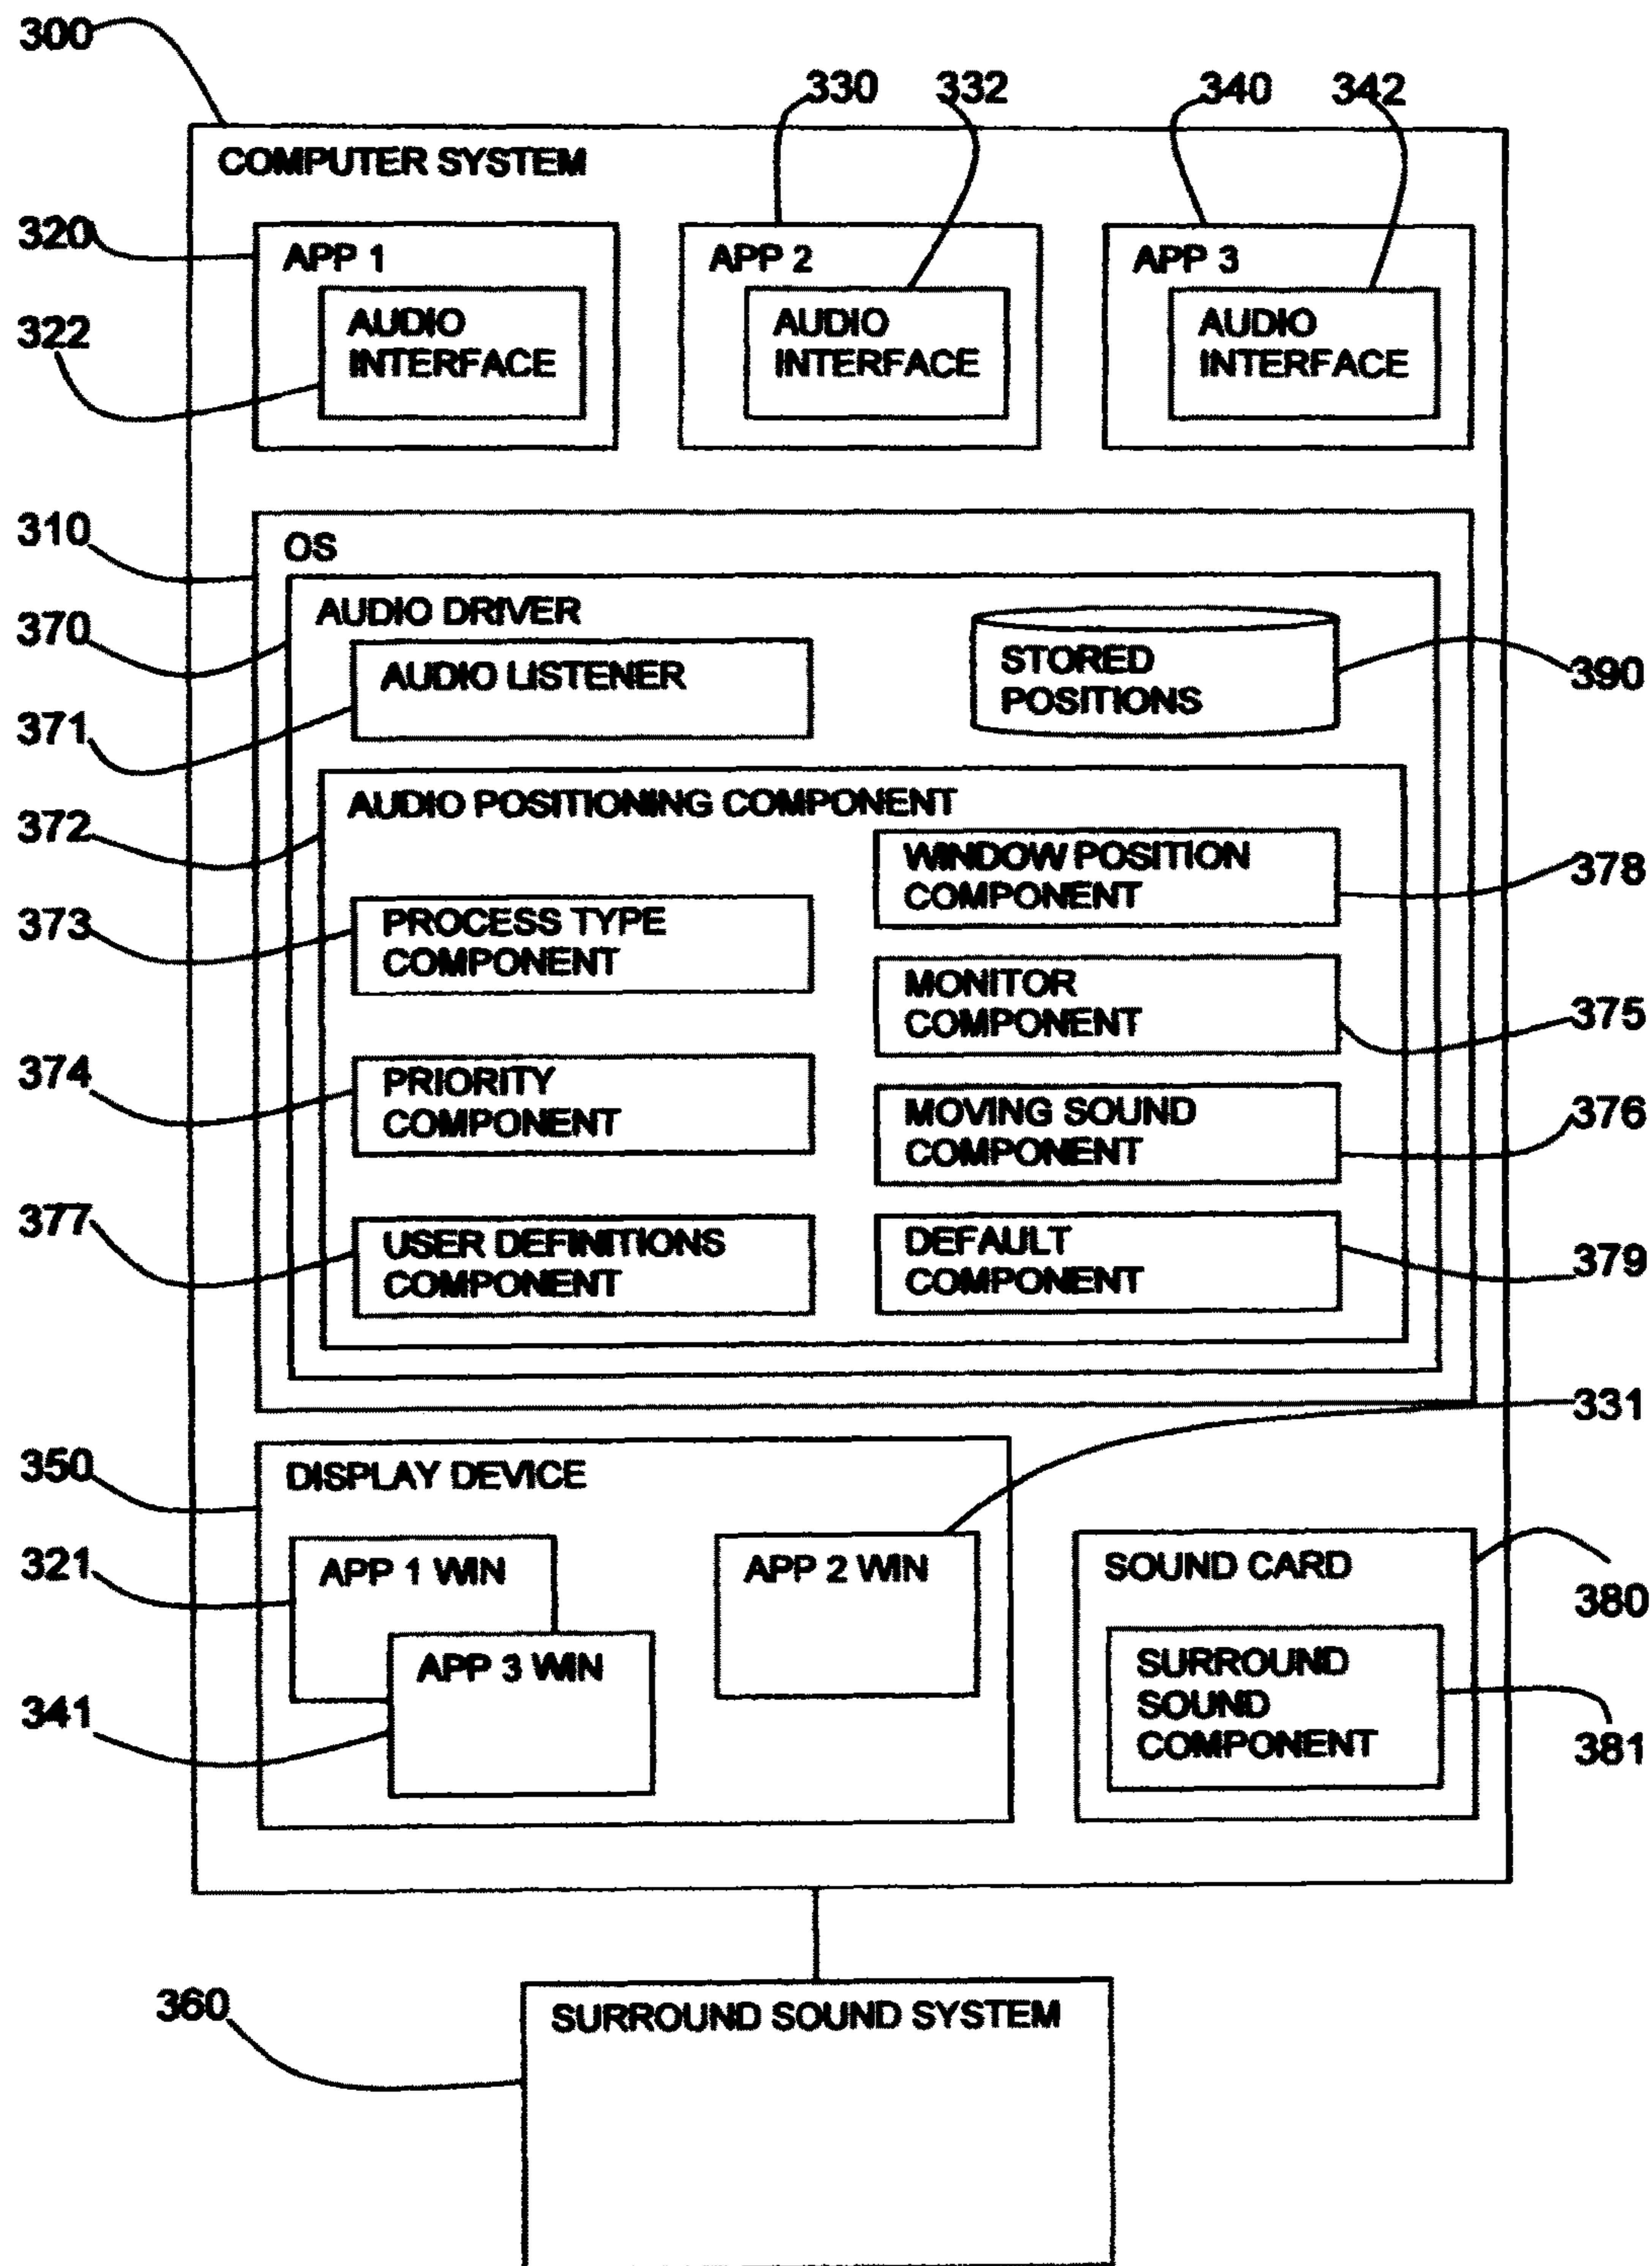 300
330 332 340 342
COMPUTER SYSTEM
320
APP 1
APP 2
APP 3
322
AUDIO
INTERFACE
AUDIO
INTERFACE
AUDIO
INTERFACE
310
OS
370
AUDIO DRIVER
371
AUDIO LISTENER
STORED
POSITIONS
390
372
AUDIO POSITIONING COMPONENT
WINDOW POSITION
COMPONENT
378
373
PROCESS TYPE
COMPONENT
MONITOR
COMPONENT
375
374
PRIORITY
COMPONENT
MOVING SOUND
COMPONENT
376
377
USER DEFINITIONS
COMPONENT
DEFAULT
COMPONENT
379
331
350
DISPLAY DEVICE
321
APP 1 WIN
APP 2 WIN
SOUND CARD
380
341
APP 3 WIN
SURROUND
SOUND
COMPONENT
381
360
SURROUND SOUND SYSTEM